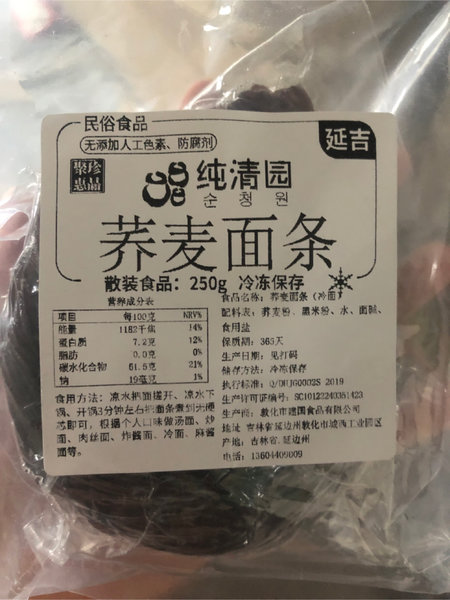 民俗食品
无添加人工色素、防腐剂
延吉
聚珍
惠品
纯清园
순청원
荞麦面条
散装食品：250g 冷冻保存
营养成分表
项目 每100克 NRV%
能量 1182千焦 14%
蛋白质 7.2克 12%
脂肪 0.0克 0%
碳水化合物 61.5克 21%
钠 19毫克 1%
食用方法：凉水把面搓开、凉水下
锅、开锅3分钟左右把面条煮到无硬
芯即可，根据个人口味做汤面、炒
面、肉丝面、炸酱面、冷面、麻酱
面等。
食品名称：荞麦面条（冷面）
配料表：荞麦粉、黑米粉、水、面碱、
食用盐
保质期：365天
生产日期：见打码
储存方法：冷冻保存
执行标准：Q/DHJG0002S 2019
生产许可证编号：SC10122240351423
生产商：敦化市建国食品有限公司
地址 吉林省延边州敦化市城西工业园区
产地：吉林省.延边州
电话：13604409009